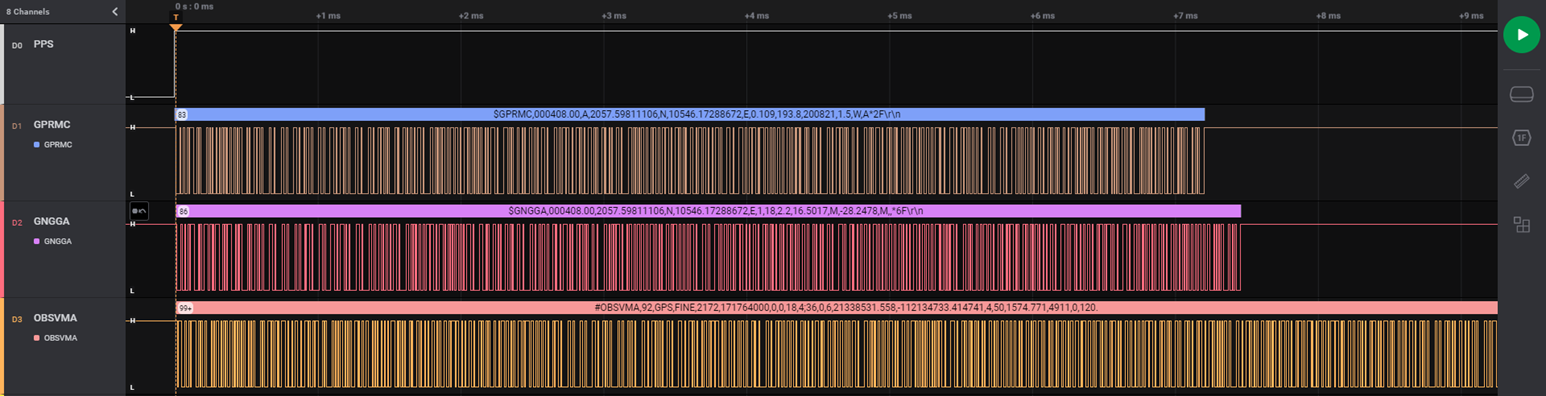 8 Channels
0 s : 0 ms
+1 ms
+2 ms
+3 ms
+4 ms
+5 ms
+6 ms
+7 ms
+8 ms
+9 ms
T
D0 PPS
H
L
D1 GPRMC
GPRMC
83 $GPRMC,000408.00,A,2057.59811106,N,10546.17288672,E,0.109,193.8,200821,1.5,W,A*2F\r\n
H
L
D2 GNGGA
GNGGA
86 $GNGGA,000408.00,2057.59811106,N,10546.17288672,E,1,18,2.2,16.5017,M,-28.2478,M,,*6F\r\n
H
L
D3 OBSVMA
OBSVMA
99+ #OBSVMA,92,GPS,FINE,2172,171764000,0,0,18,4;36,0,6,21338531.558,-112134733.414741,4,50,1574.771,4911,0,120.
H
L
1F